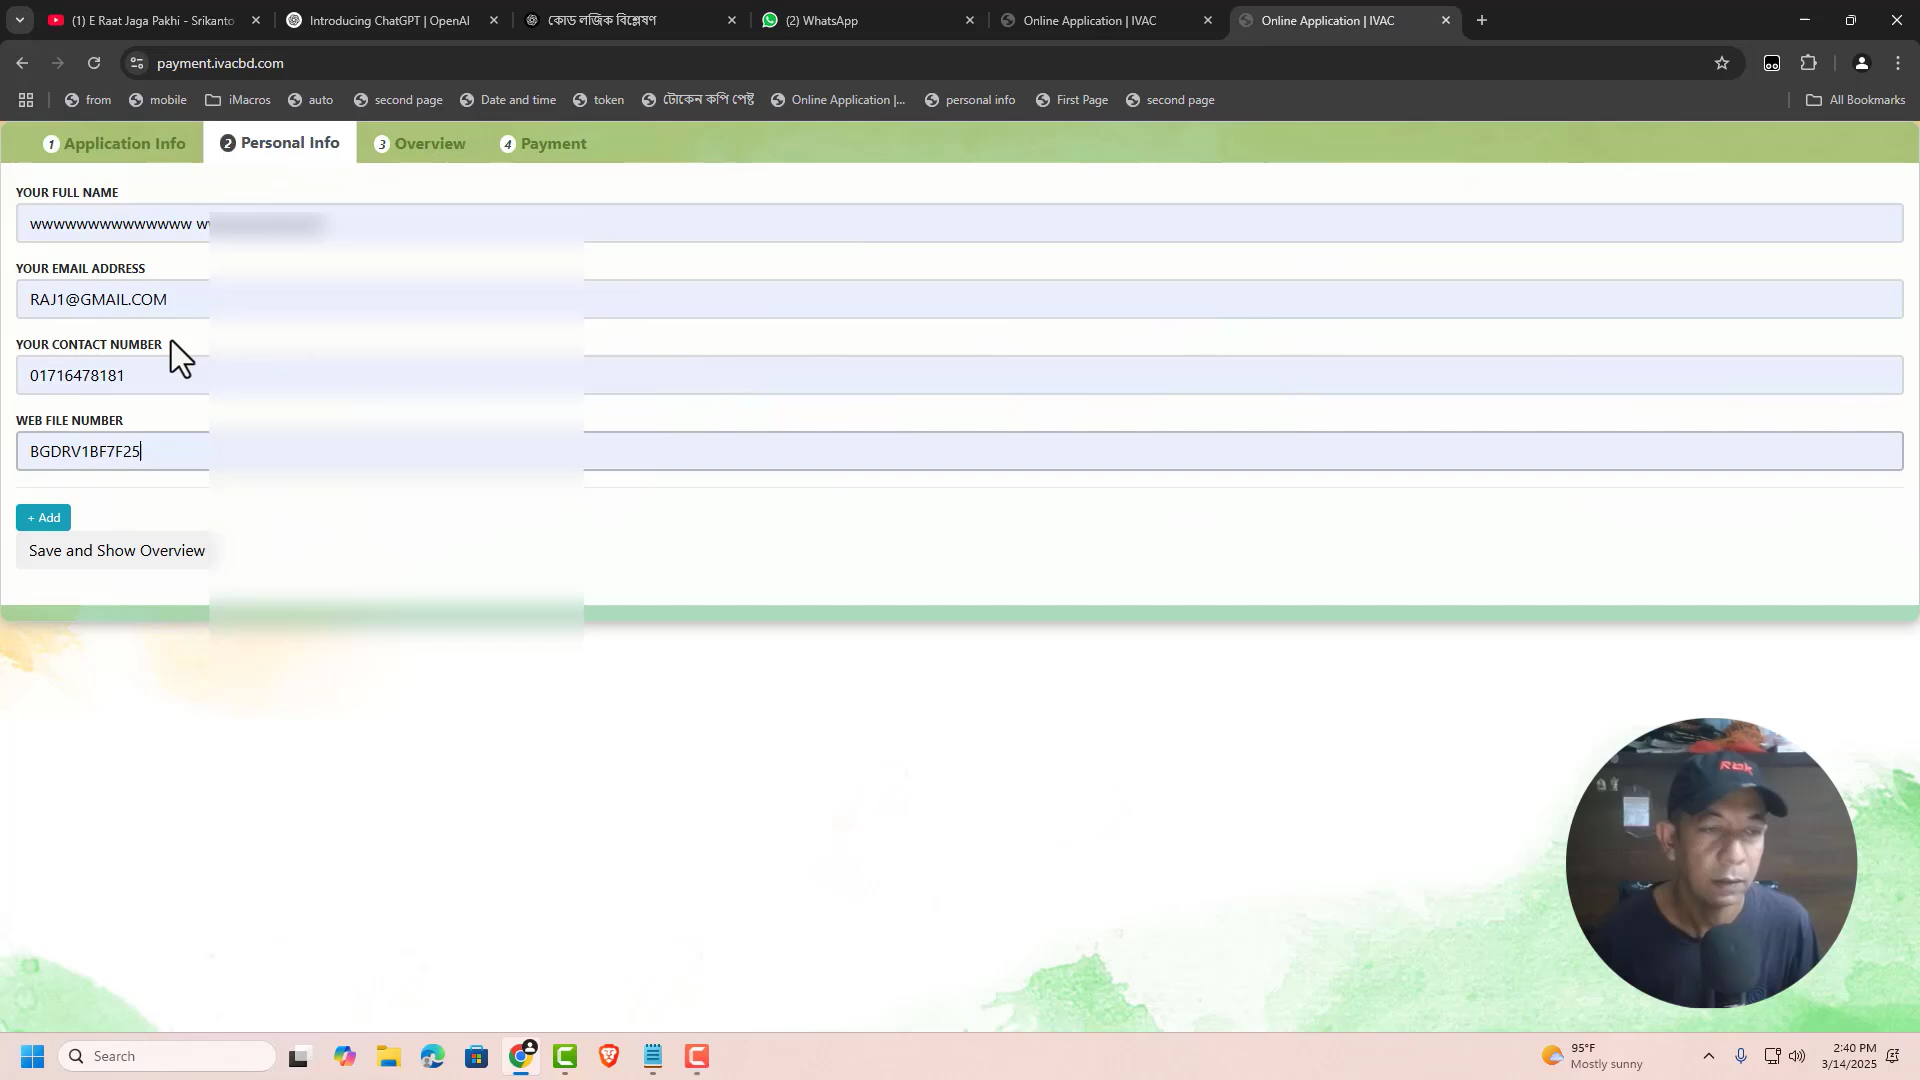 (1) E Raat Jaga Pakhi - Srikanto
Introducing ChatGPT | OpenAI
কোড লজিক বিশ্লেষণ
(2) WhatsApp
Online Application | IVAC
Online Application | IVAC
payment.ivacbd.com
from
mobile
iMacros
auto
second page
Date and time
token
টোকেন কপি পেষ্ট
Online Application |...
personal info
First Page
second page
All Bookmarks
1 Application Info
2 Personal Info
3 Overview
4 Payment
YOUR FULL NAME
wwwwwwwwwwwwww
YOUR EMAIL ADDRESS
RAJ1@GMAIL.COM
YOUR CONTACT NUMBER
01716478181
WEB FILE NUMBER
BGDRV1BF7F25
+ Add
Save and Show Overview
Rbk
Search
95°F
Mostly sunny
2:40 PM
3/14/2025